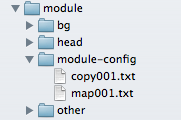 module
bg
head
module-config
copy001.txt
map001.txt
other